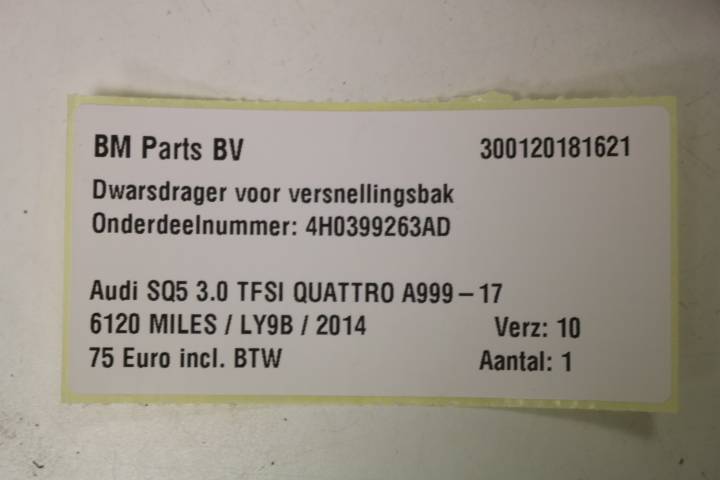 BM Parts BV 300120181621
Dwarsdrager voor versnellingsbak
Onderdeelnummer: 4H0399263AD
Audi SQ5 3.0 TFSI QUATTRO A999 – 17
6120 MILES / LY9B / 2014 Verz: 10
75 Euro incl. BTW Aantal: 1